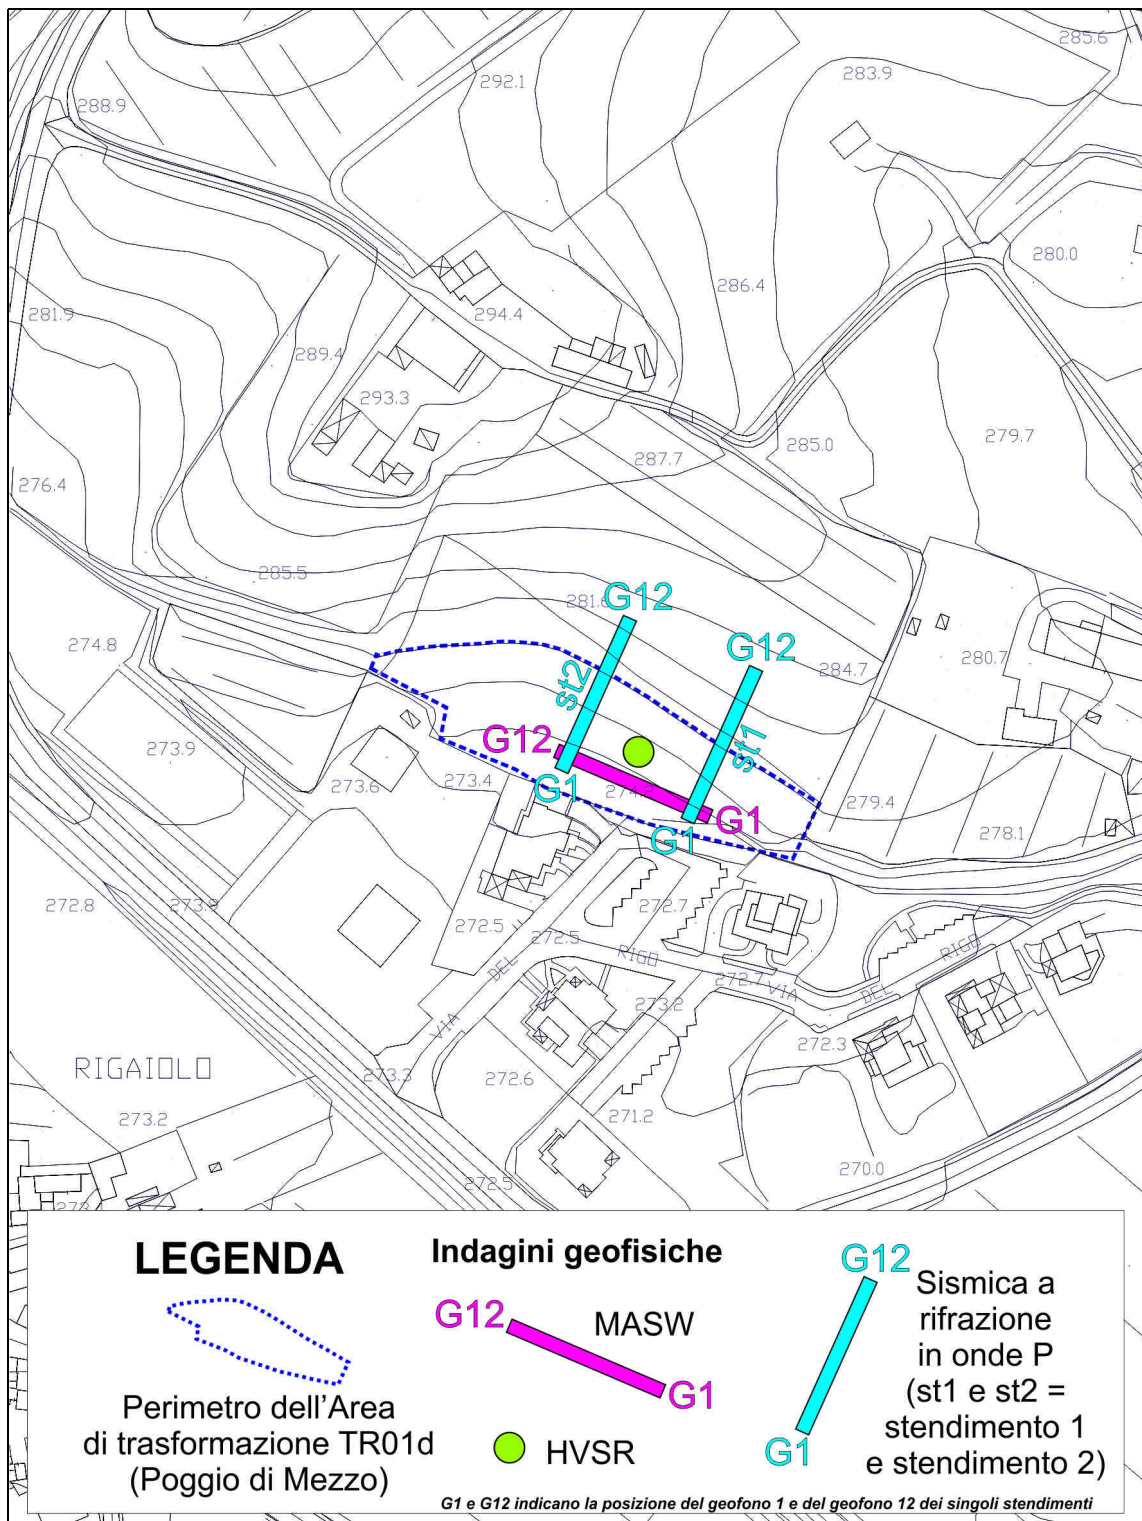 285.6
292.1
283.9
288.9
280.0
286.4
281.9
294.4
289.4
293.3
279.7
285.0
287.7
276.4
285.5
G12
281.6
G12
274.8
284.7
280.7
st2
G12
st1
273.9
273.6
273.4
G1
274.2
G1
G1
279.4
278.1
272.8
273.9
272.5
272.7
272.5
VIA DEL RIGO
272.7
VIA DEL RIGO
273.2
272.3
RIGAIOLO
273.3
272.6
273.2
271.2
270.0
272.5
273
LEGENDA
Perimetro dell'Area
di trasformazione TR01d
(Poggio di Mezzo)
Indagini geofisiche
G12
MASW
G1
HVSR
G12
G1
Sismica a
rifrazione
in onde P
(st1 e st2 =
stendimento 1
e stendimento 2)
G1 e G12 indicano la posizione del geofono 1 e del geofono 12 dei singoli stendimenti